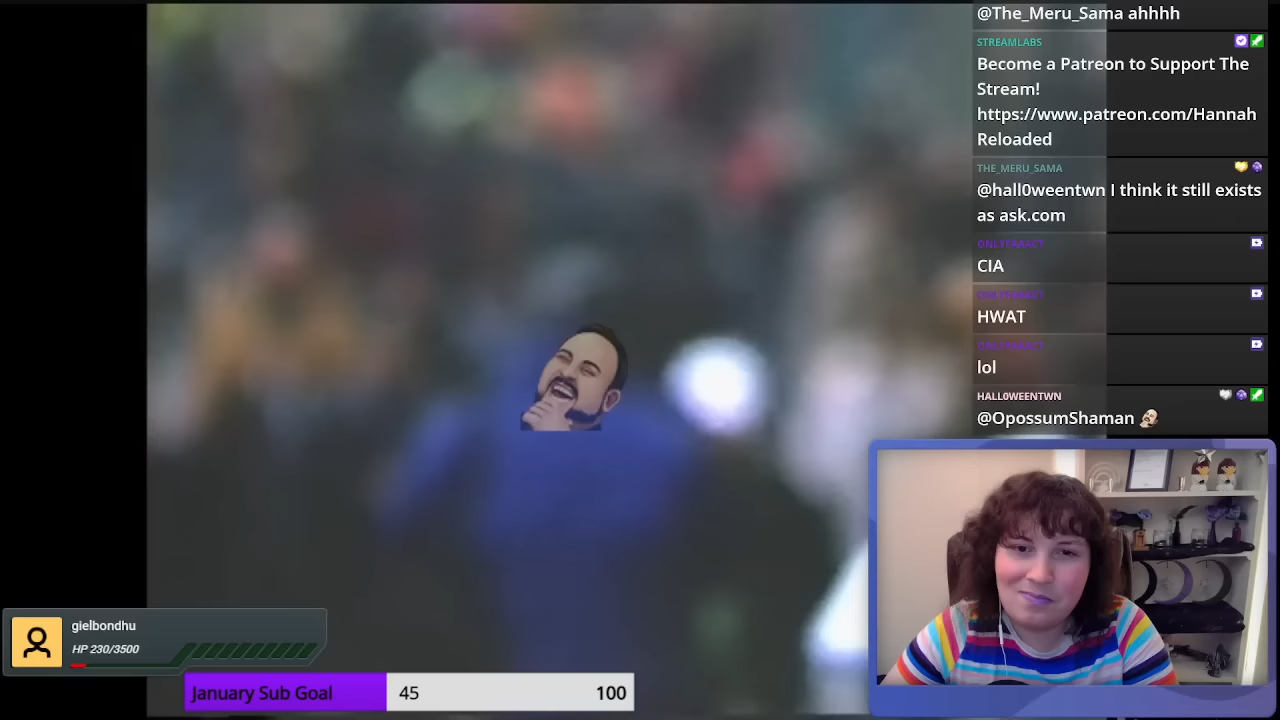 @The_Meru_Sama ahhhh
STREAMLABS
Become a Patreon to Support The
Stream!
https://www.patreon.com/Hannah
Reloaded
THE_MERU_SAMA
@hall0weentwn I think it still exists
as ask.com
CIA
HWAT
lol
HALL0WEENTWN
@OpossumShaman
gielbondhu
HP 230/3500
January Sub Goal 45 100